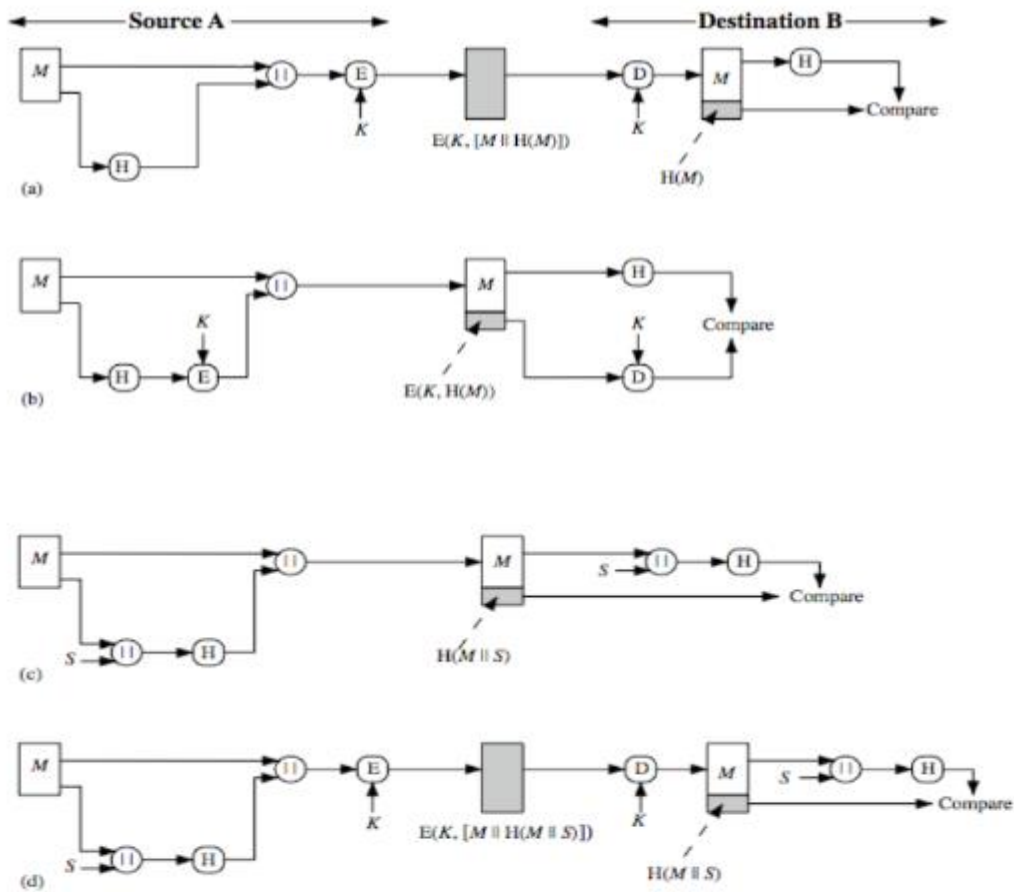 Source A Destination B
M || E D M H
K K Compare
E(K, [M || H(M)])
H H(M)
(a)
M || M H
K K Compare
H E D
E(K, H(M))
(b)
M || M S || H
Compare
S || H H(M || S)
(c)
M || E D M S || H
K K Compare
E(K, [M || H(M || S)])
S || H H(M || S)
(d)